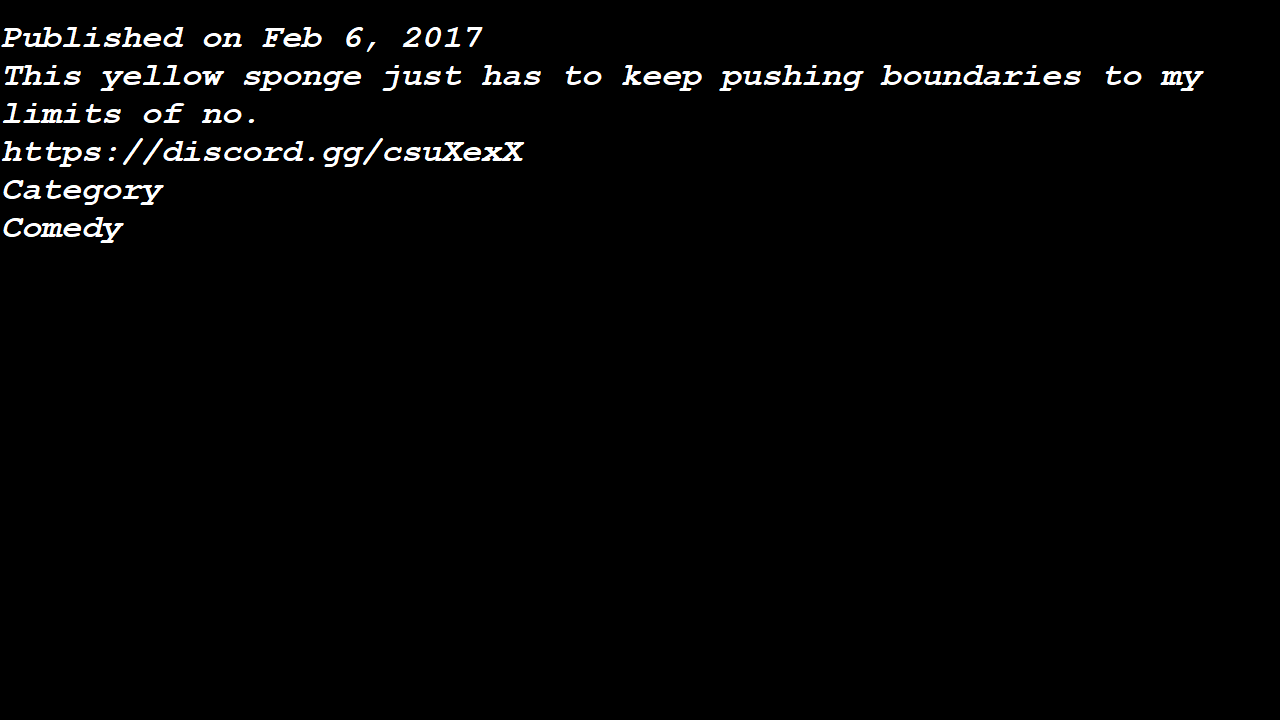 Published on Feb 6, 2017
This yellow sponge just has to keep pushing boundaries to my
limits of no.
https://discord.gg/csuXexX
Category
Comedy